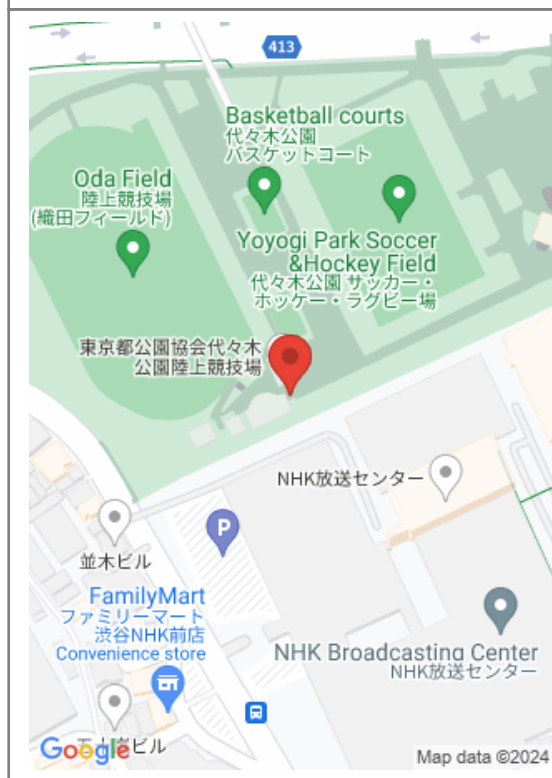 413
Basketball courts
代々木公園
バスケットコート
Oda Field
陸上競技場
(織田フィールド)
Yoyogi Park Soccer
&Hockey Field
代々木公園 サッカー・
ホッケー・ラグビー場
東京都公園協会代々木
公園陸上競技場
NHK放送センター
P
並木ビル
FamilyMart
ファミリーマート
渋谷NHK前店
Convenience store
NHK Broadcasting Center
NHK放送センター
ビル
Google
Map data ©2024